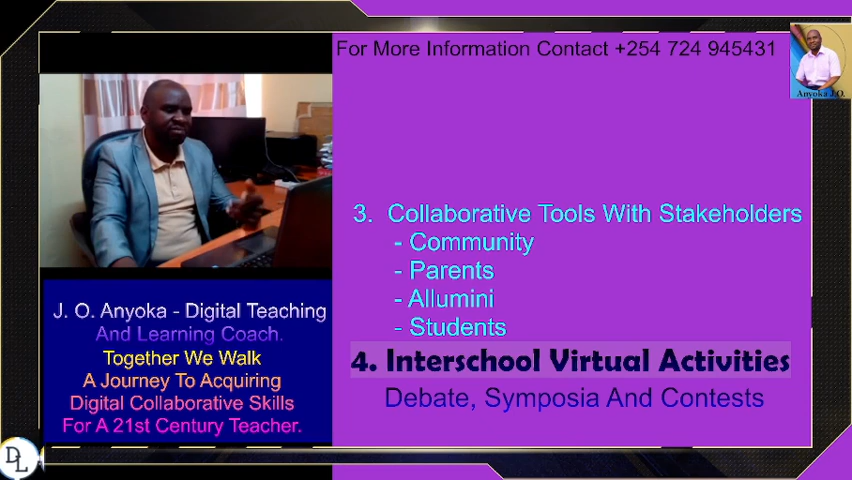 For More Information Contact +254 724 945431
Anyoka J.O.
3. Collaborative Tools With Stakeholders
- Community
- Parents
- Allumini
- Students
4. Interschool Virtual Activities
Debate, Symposia And Contests
J. O. Anyoka - Digital Teaching
And Learning Coach.
Together We Walk
A Journey To Acquiring
Digital Collaborative Skills
For A 21st Century Teacher.
DL